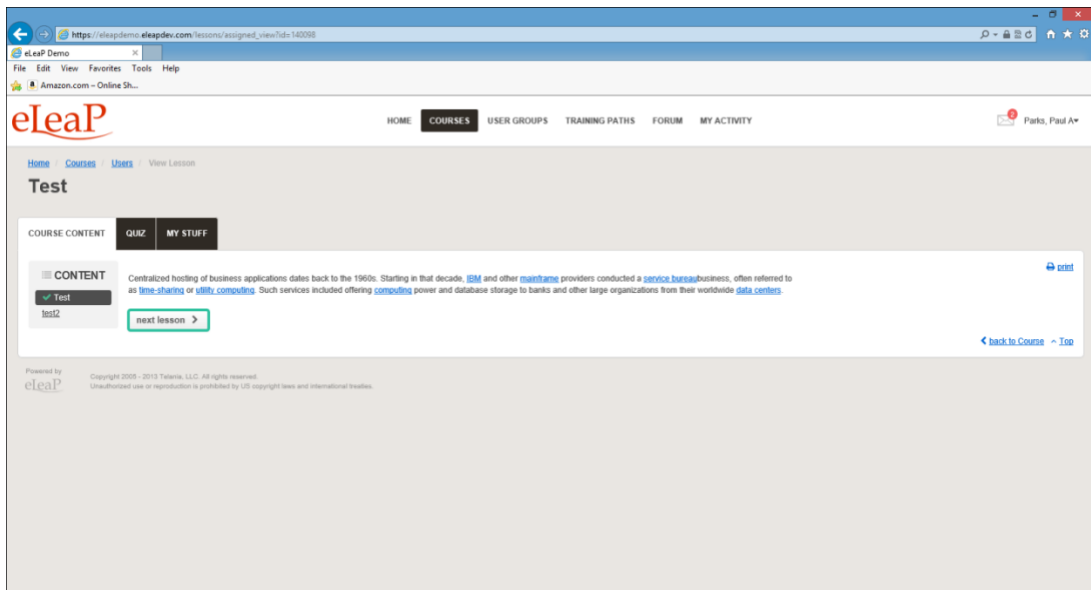 https://eleapdemo.eleapdev.com/lessons/assigned_view?id=140098
eLeaP Demo
File Edit View Favorites Tools Help
Amazon.com – Online Sh...
eLeaP
HOME COURSES USER GROUPS TRAINING PATHS FORUM MY ACTIVITY
2 Parks, Paul A
Home / Courses / Users / View Lesson
Test
COURSE CONTENT QUIZ MY STUFF
CONTENT
Test
test2
print
Centralized hosting of business applications dates back to the 1960s. Starting in that decade, IBM and other mainframe providers conducted a service bureaubusiness, often referred to
as time-sharing or utility computing. Such services included offering computing power and database storage to banks and other large organizations from their worldwide data centers.
next lesson >
back to Course Top
Powered by
eLeaP
Copyright 2005 - 2015 Telania, LLC. All rights reserved.
Unauthorized use or reproduction is prohibited by US copyright laws and international treaties.